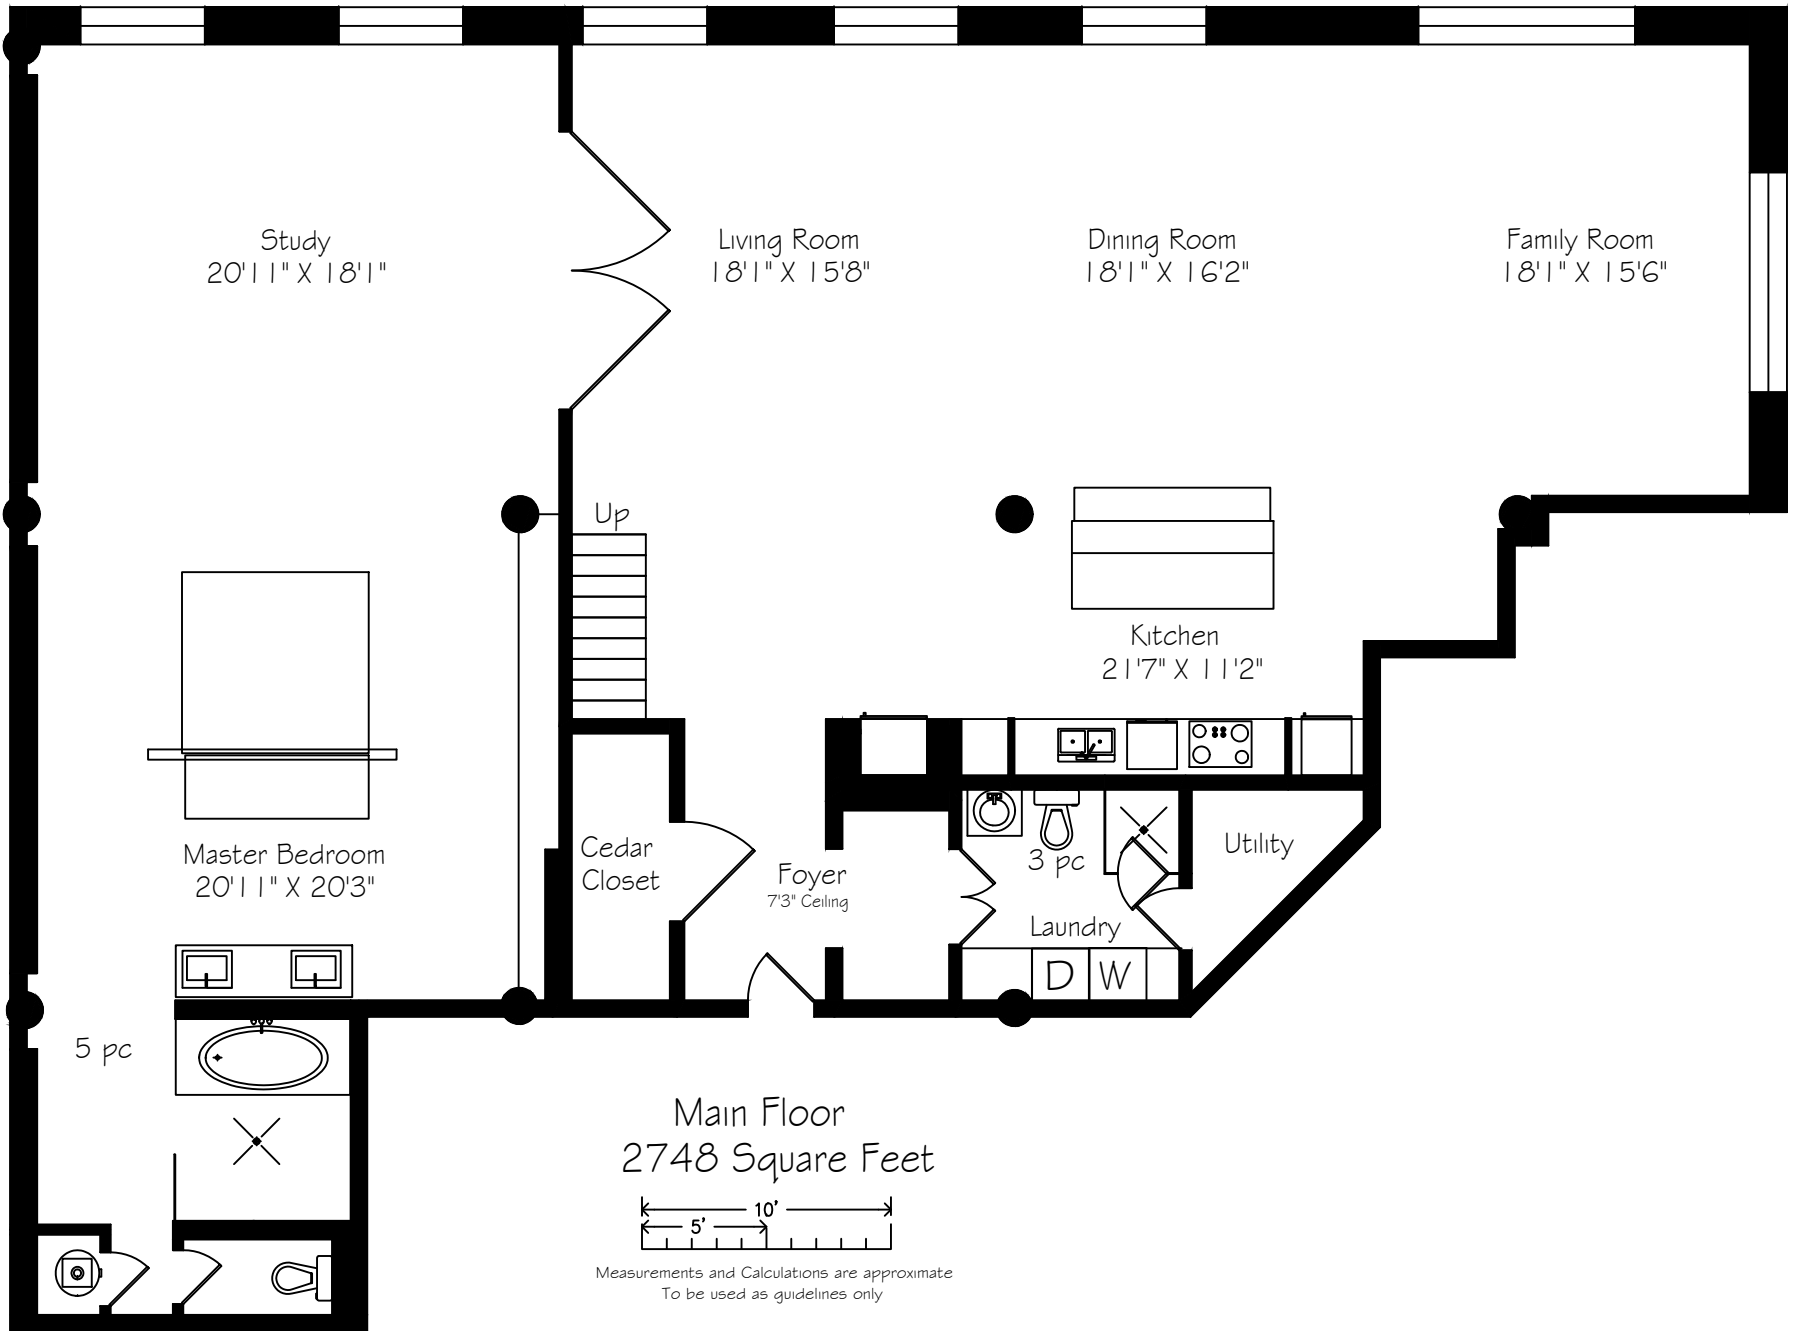 Study
20'11" X 18'1"
Living Room
18'1" X 15'8"
Dining Room
18'1" X 16'2"
Family Room
18'1" X 15'6"
Up
Kitchen
21'7" X 11'2"
Master Bedroom
20'11" X 20'3"
Cedar
Closet
Foyer
7'3" Ceiling
3 pc
Utility
Laundry
D W
5 pc
Main Floor
2748 Square Feet
10'
5'
Measurements and Calculations are approximate
To be used as guidelines only